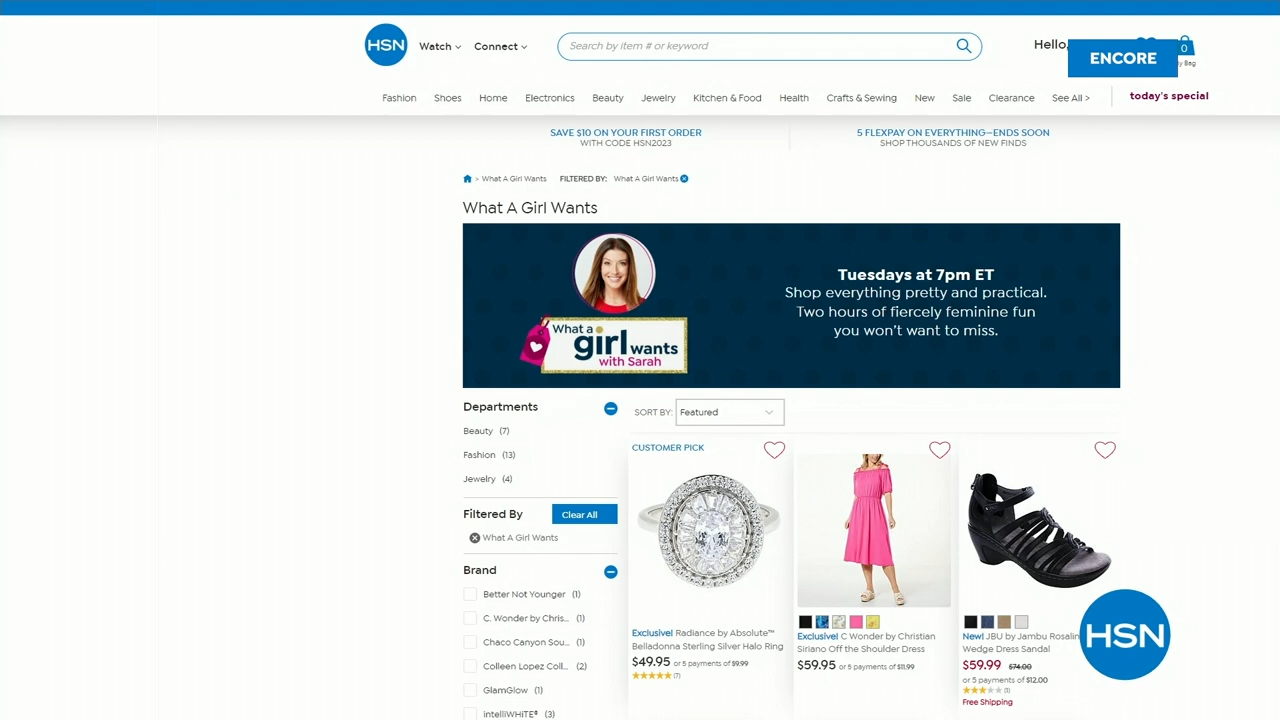 HSN
Watch
Connect
Search by item # or keyword
Hello,
ENCORE
0
Bag
Fashion Shoes Home Electronics Beauty Jewelry Kitchen & Food Health Crafts & Sewing New Sale Clearance See All > today's special
SAVE $10 ON YOUR FIRST ORDER
WITH CODE HSN2023
5 FLEXPAY ON EVERYTHING—ENDS SOON
SHOP THOUSANDS OF NEW FINDS
> What A Girl Wants FILTERED BY: What A Girl Wants
What A Girl Wants
What a
girl wants
with Sarah
Tuesdays at 7pm ET
Shop everything pretty and practical.
Two hours of fiercely feminine fun
you won't want to miss.
Departments
Beauty (7)
Fashion (13)
Jewelry (4)
Filtered By Clear All
What A Girl Wants
Brand
Better Not Younger (1)
C. Wonder by Chris... (1)
Chaco Canyon Sou... (1)
Colleen Lopez Coll... (2)
GlamGlow (1)
intelliWHiTE® (3)
SORT BY: Featured
CUSTOMER PICK
Exclusive! Radiance by Absolute™
Belladonna Sterling Silver Halo Ring
$49.95 or 5 payments of $9.99
(7)
Exclusive! C Wonder by Christian
Siriano Off the Shoulder Dress
$59.95 or 5 payments of $11.99
New! JBU by Jambu Rosalin
Wedge Dress Sandal
$59.99 $74.00
or 5 payments of $12.00
Free Shipping
HSN